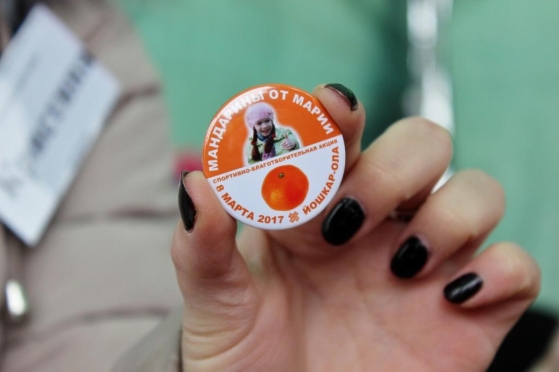 МАНДАРИНЫ ОТ МАРИИ
СПОРТИВНО-БЛАГОТВОРИТЕЛЬНАЯ АКЦИЯ
8 МАРТА 2017 ЙОШКАР-ОЛА